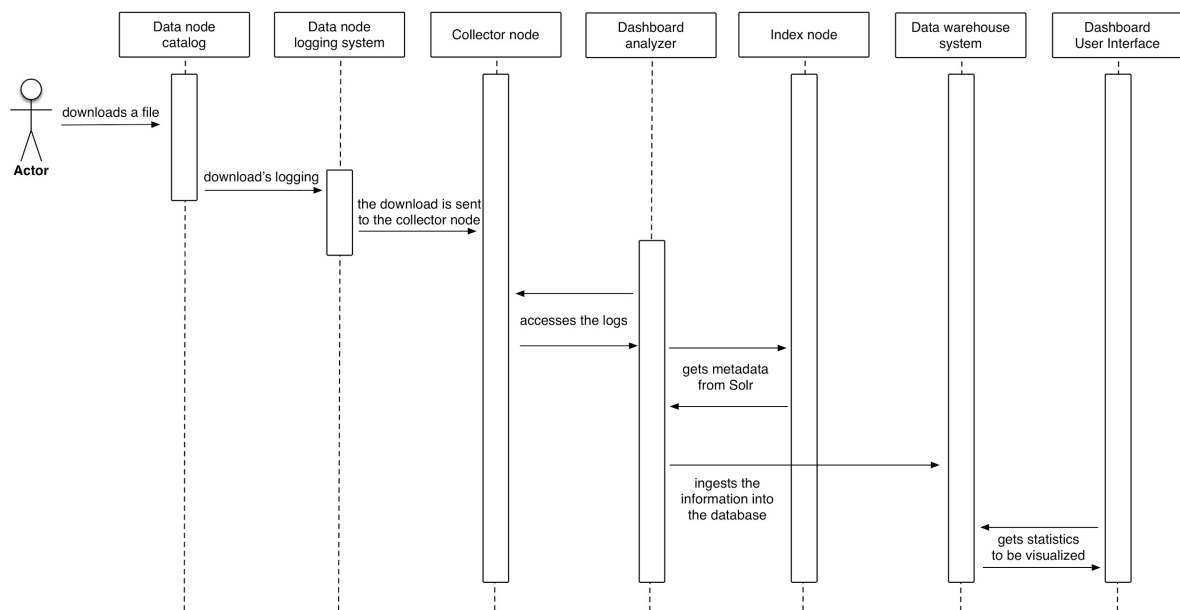 Data node
catalog
Data node
logging system
Collector node
Dashboard
analyzer
Index node
Data warehouse
system
Dashboard
User Interface
downloads a file
Actor
download's logging
the download is sent
to the collector node
accesses the logs
gets metadata
from Solr
ingests the
information into
the database
gets statistics
to be visualized